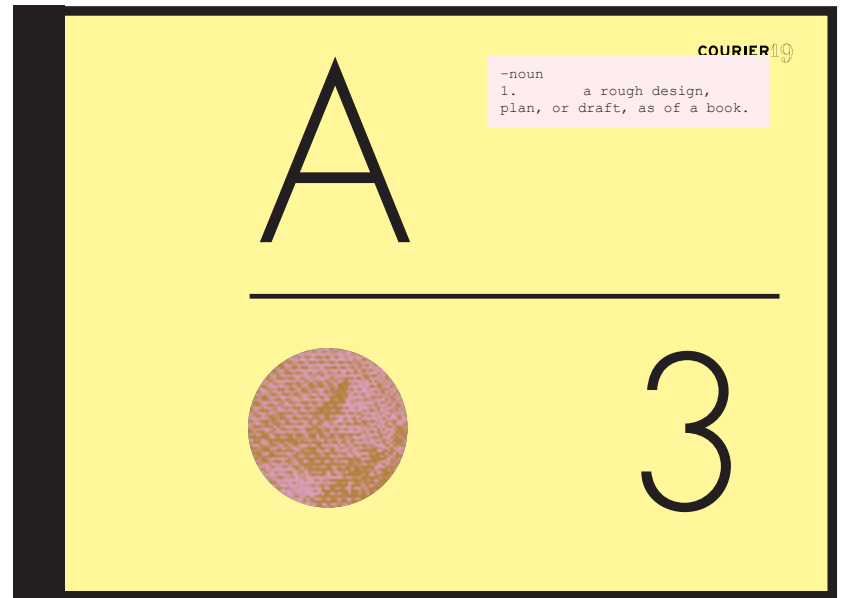 COURIER19
A
–noun
1. a rough design,
plan, or draft, as of a book.
3